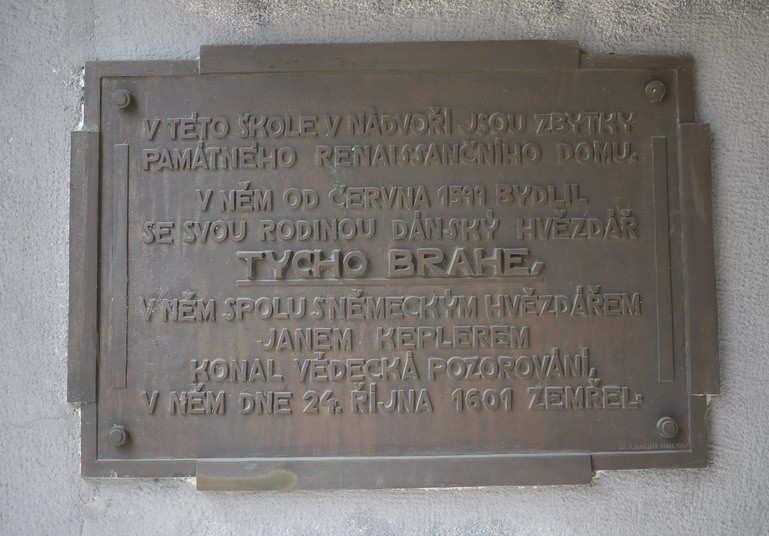 V TÉTO ŠKOLE V NÁDVOŘÍ JSOU ZBYTKY
PAMÁTNÉHO RENAISSANČNÍHO DOMU.
V NĚM OD ČERVNA 1599 BYDLIL
SE SVOU RODINOU DÁNSKÝ HVĚZDÁŘ
TYCHO BRAHE,
V NĚM SPOLU S NĚMECKÝM HVĚZDÁŘEM
JANEM KEPLEREM
KONAL VĚDECKÁ POZOROVÁNÍ,
V NĚM DNE 24. ŘÍJNA 1601 ZEMŘEL.